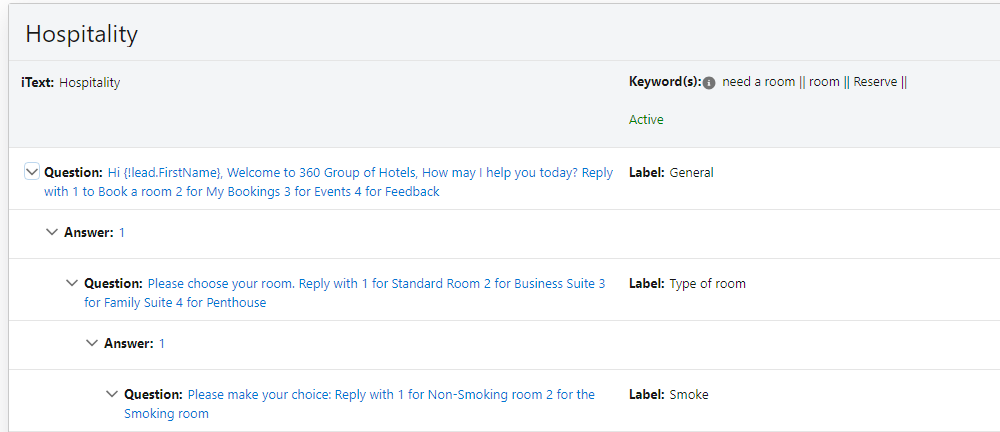 Hospitality
iText: Hospitality
Keyword(s): need a room || room || Reserve ||
Active
Question: Hi {!lead.FirstName}, Welcome to 360 Group of Hotels, How may I help you today? Reply
with 1 to Book a room 2 for My Bookings 3 for Events 4 for Feedback
Label: General
Answer: 1
Question: Please choose your room. Reply with 1 for Standard Room 2 for Business Suite 3
for Family Suite 4 for Penthouse
Label: Type of room
Answer: 1
Question: Please make your choice: Reply with 1 for Non-Smoking room 2 for the
Smoking room
Label: Smoke